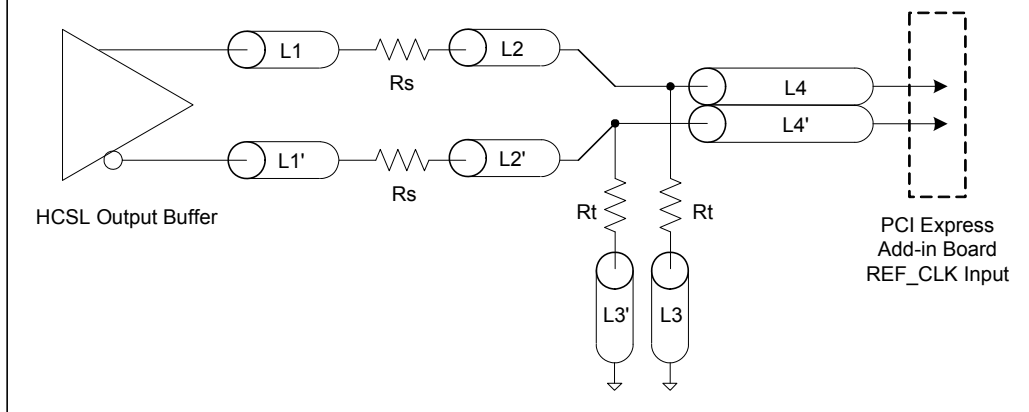 L1
Rs
L2
L4
L4'
L1'
Rs
L2'
HCSL Output Buffer
Rt
Rt
L3'
L3
PCI Express
Add-in Board
REF_CLK Input